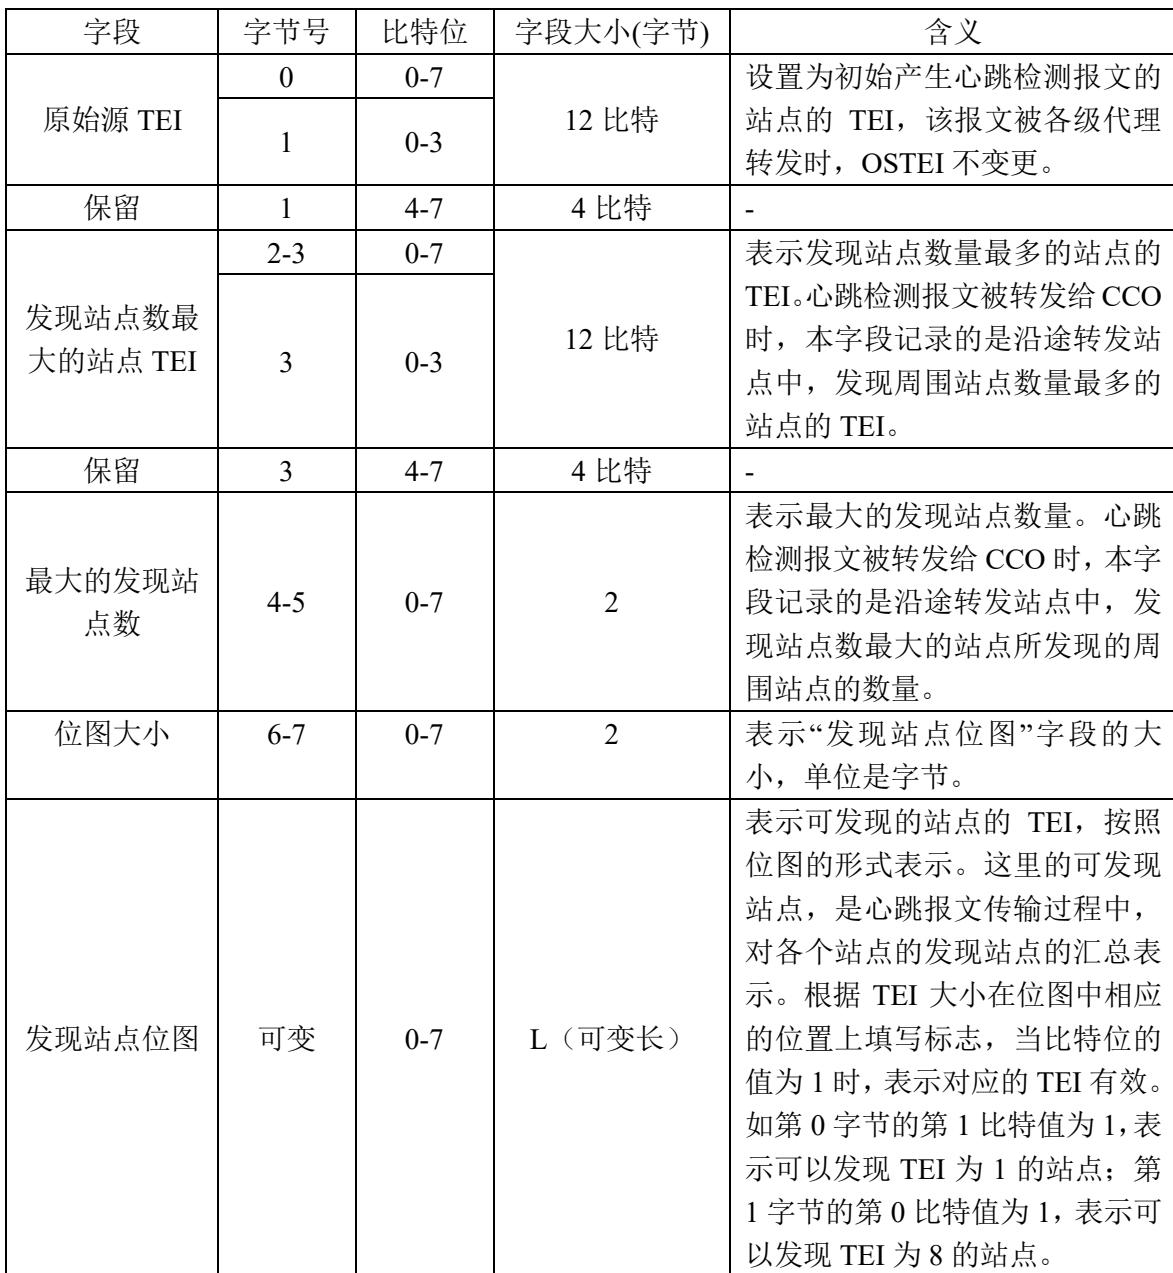 字段 字节号 比特位 字段大小(字节) 含义
原始源 TEI 0 0-7 12 比特 设置为初始产生心跳检测报文的
站点的 TEI，该报文被各级代理
1 0-3 转发时，OSTEI 不变更。
保留 1 4-7 4 比特 -
发现站点数最
大的站点 TEI
2-3 0-7
3 0-3
12 比特
表示发现站点数量最多的站点的
TEI。心跳检测报文被转发给 CCO
时，本字段记录的是沿途转发站
点中，发现周围站点数量最多的
站点的 TEI。
保留 3 4-7 4 比特 -
最大的发现站
点数
4-5 0-7 2
表示最大的发现站点数量。心跳
检测报文被转发给 CCO 时，本字
段记录的是沿途转发站点中，发
现站点数最大的站点所发现的周
围站点的数量。
位图大小 6-7 0-7 2 表示“发现站点位图”字段的大
小，单位是字节。
发现站点位图 可变 0-7 L（可变长）
表示可发现的站点的 TEI，按照
位图的形式表示。这里的可发现
站点，是心跳报文传输过程中，
对各个站点的发现站点的汇总表
示。根据 TEI 大小在位图中相应
的位置上填写标志，当比特位的
值为 1 时，表示对应的 TEI 有效。
如第 0 字节的第 1 比特值为 1，表
示可以发现 TEI 为 1 的站点；第
1 字节的第 0 比特值为 1，表示可
以发现 TEI 为 8 的站点。